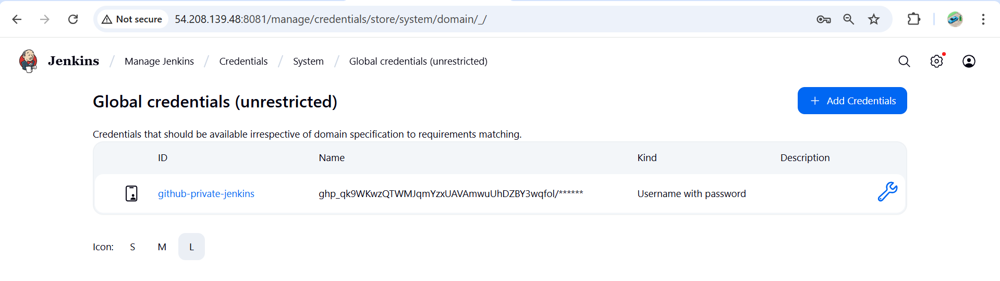 Not secure 54.208.139.48:8081/manage/credentials/store/system/domain/_/
Jenkins / Manage Jenkins / Credentials / System / Global credentials (unrestricted)
Global credentials (unrestricted)
+ Add Credentials
Credentials that should be available irrespective of domain specification to requirements matching.
ID Name Kind Description
github-private-jenkins 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/****** Username with password
Icon: S M L